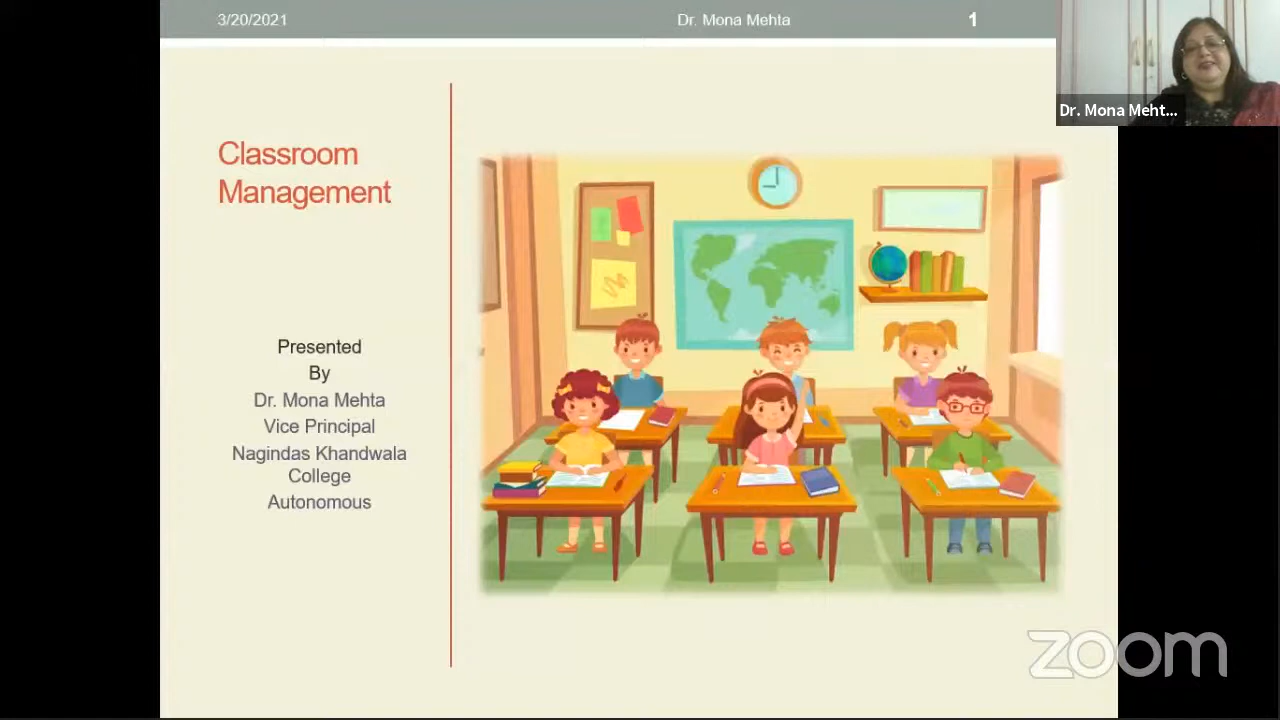 3/20/2021
Dr. Mona Mehta
1
Dr. Mona Meht...
Classroom
Management
Presented
By
Dr. Mona Mehta
Vice Principal
Nagindas Khandwala
College
Autonomous
zoom